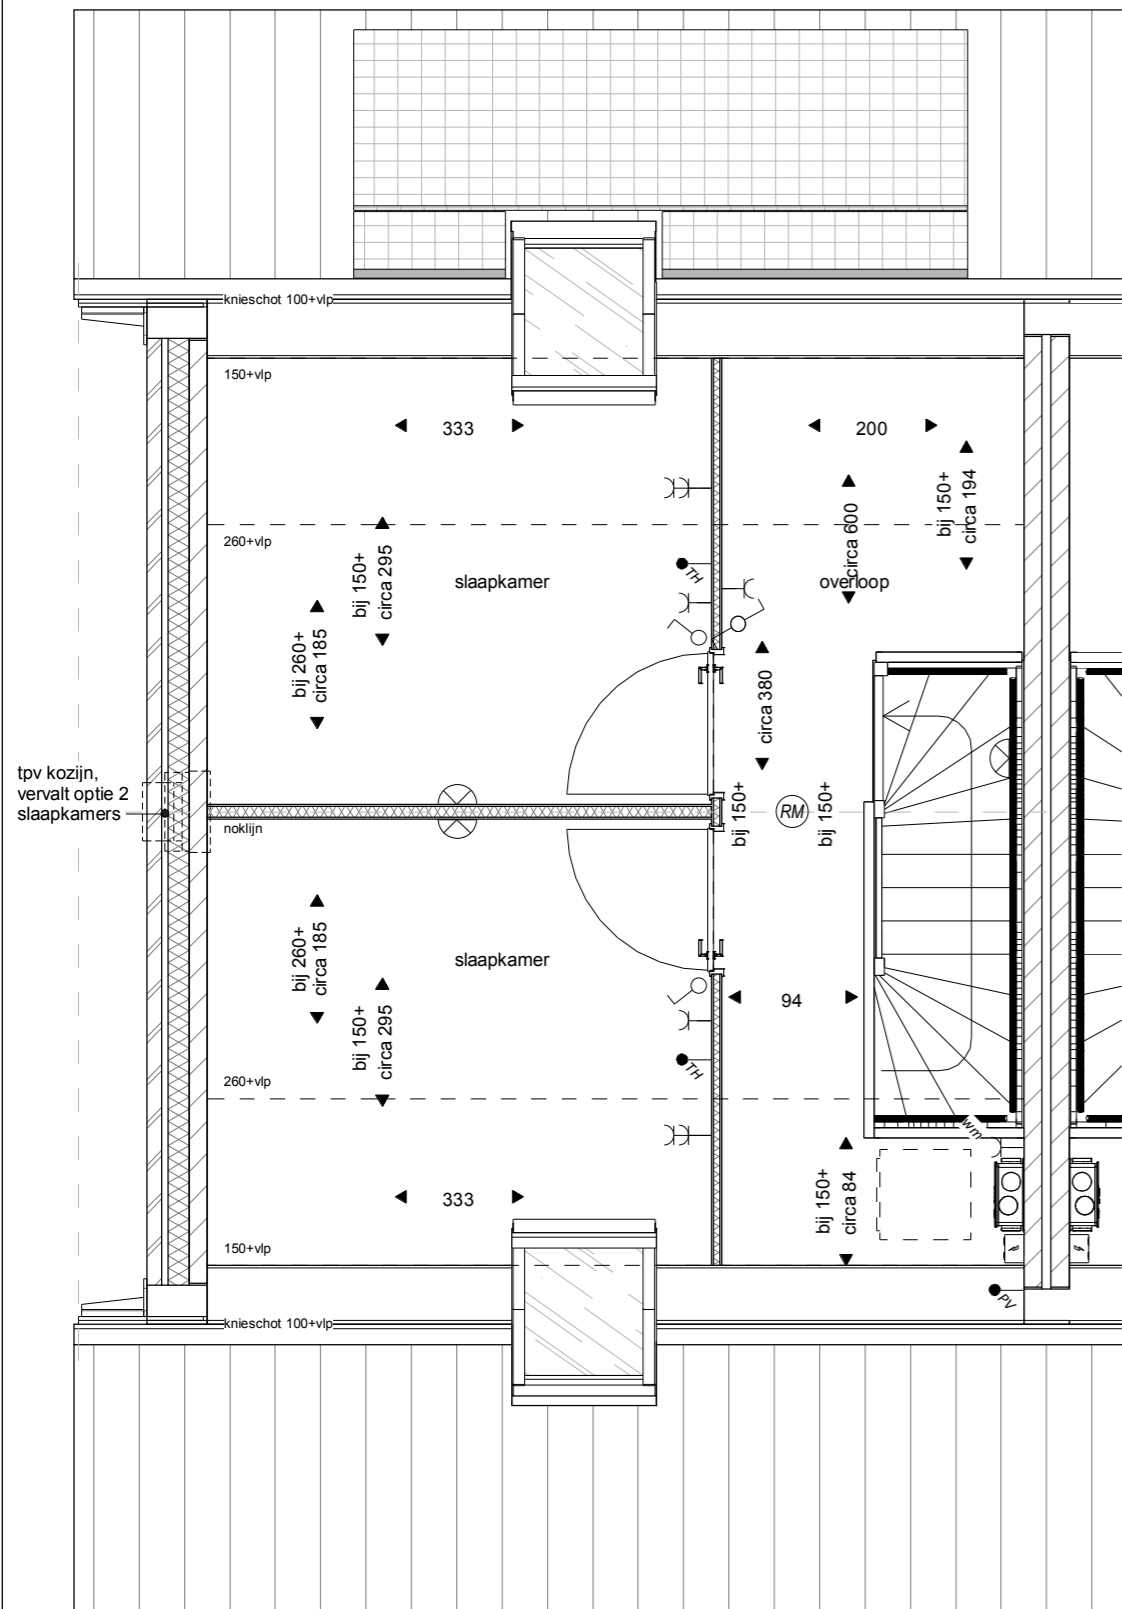 knieschot 100+vlp
150+vlp
333
200
bij 150+
circa 194
circa 600
260+vlp
bij 150+
circa 295
slaapkamer
TH
overloop
bij 260+
circa 185
circa 380
tpv kozijn,
vervalt optie 2
slaapkamers
noklijn
bij 150+
RM
bij 150+
bij 260+
circa 185
slaapkamer
bij 150+
circa 295
94
TH
260+vlp
wm
bij 150+
circa 84
333
150+vlp
PV
knieschot 100+vlp